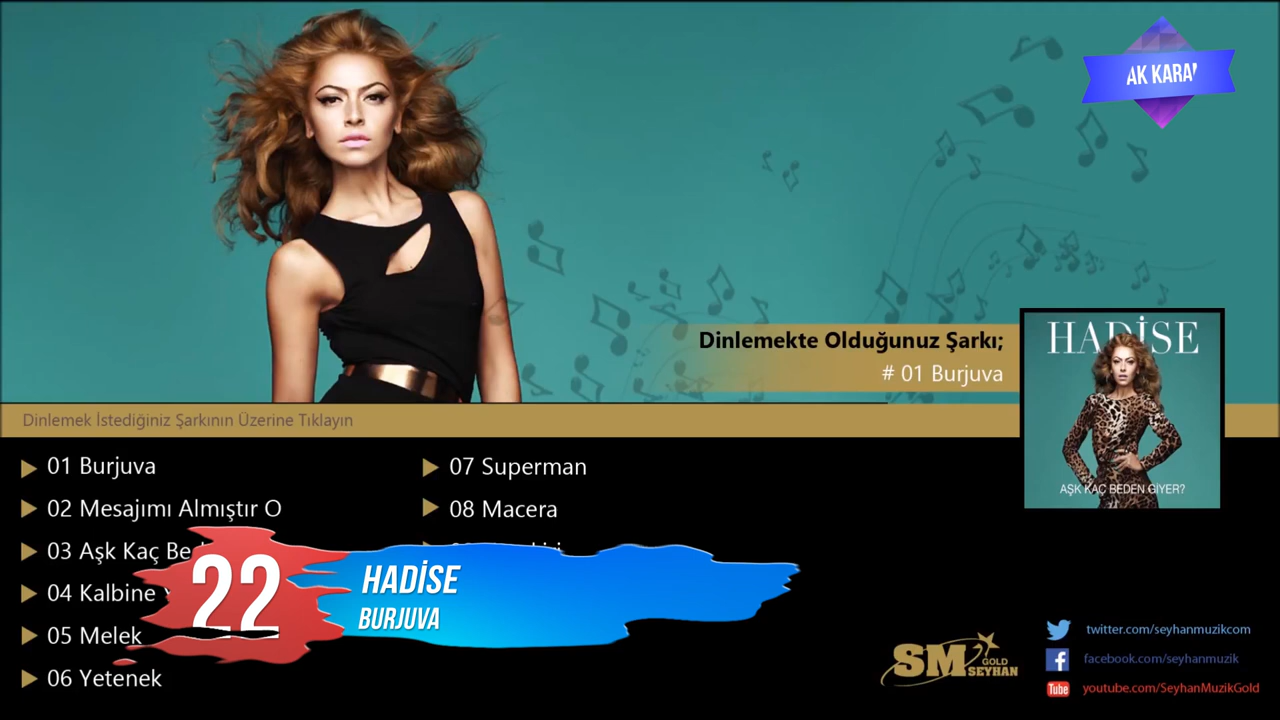 AK KARA
HADİSE
AŞK KAÇ BEDEN GİYER?
Dinlemekte Olduğunuz Şarkı;
# 01 Burjuva
Dinlemek İstediğiniz Şarkının Üzerine Tıklayın
01 Burjuva
02 Mesajımı Almıştır O
03 Aşk Kaç
04 Kalbine
05 Melek
06 Yetenek
07 Superman
08 Macera
22
HADİSE
BURJUVA
SM GOLD
SEYHAN
twitter.com/seyhanmuzikcom
facebook.com/seyhanmuzik
You Tube youtube.com/SeyhanMuzikGold